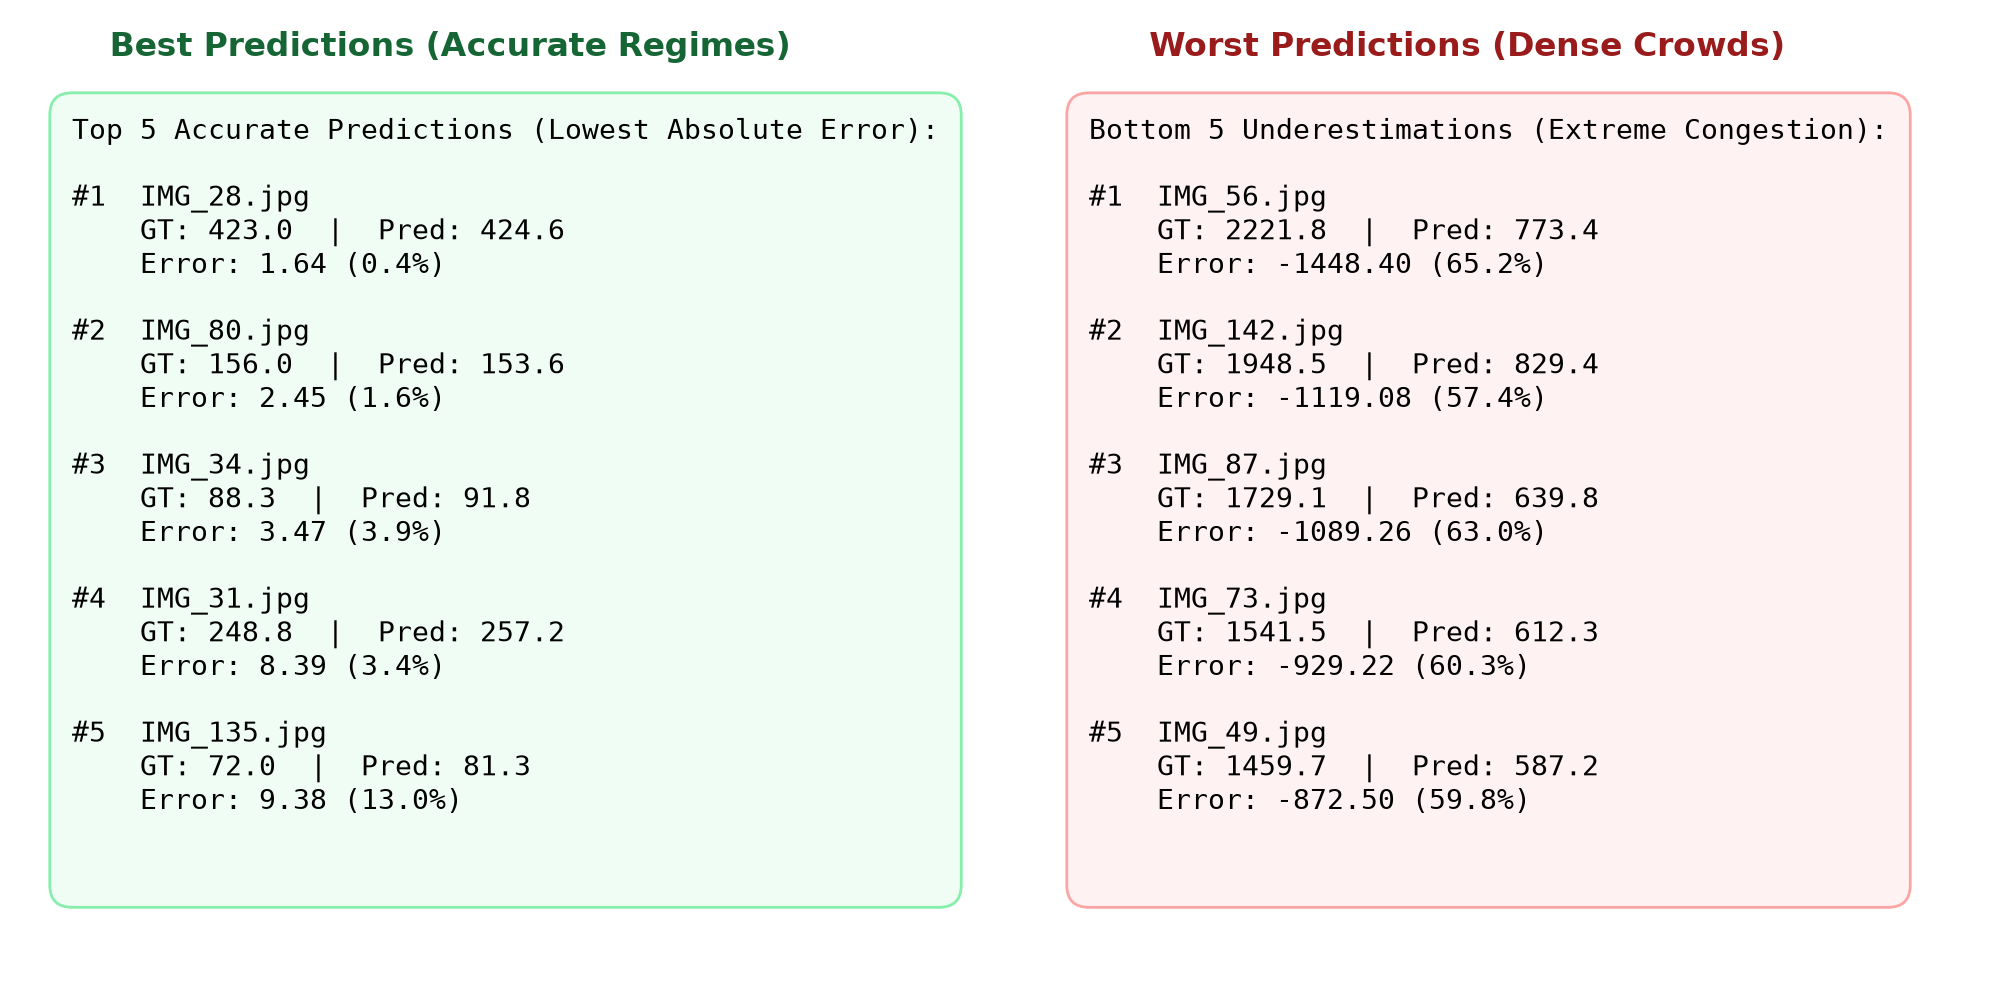 Best Predictions (Accurate Regimes)
Top 5 Accurate Predictions (Lowest Absolute Error):
#1  IMG_28.jpg
    GT: 423.0  |  Pred: 424.6
    Error: 1.64 (0.4%)
#2  IMG_80.jpg
    GT: 156.0  |  Pred: 153.6
    Error: 2.45 (1.6%)
#3  IMG_34.jpg
    GT: 88.3  |  Pred: 91.8
    Error: 3.47 (3.9%)
#4  IMG_31.jpg
    GT: 248.8  |  Pred: 257.2
    Error: 8.39 (3.4%)
#5  IMG_135.jpg
    GT: 72.0  |  Pred: 81.3
    Error: 9.38 (13.0%)
Worst Predictions (Dense Crowds)
Bottom 5 Underestimations (Extreme Congestion):
#1  IMG_56.jpg
    GT: 2221.8  |  Pred: 773.4
    Error: -1448.40 (65.2%)
#2  IMG_142.jpg
    GT: 1948.5  |  Pred: 829.4
    Error: -1119.08 (57.4%)
#3  IMG_87.jpg
    GT: 1729.1  |  Pred: 639.8
    Error: -1089.26 (63.0%)
#4  IMG_73.jpg
    GT: 1541.5  |  Pred: 612.3
    Error: -929.22 (60.3%)
#5  IMG_49.jpg
    GT: 1459.7  |  Pred: 587.2
    Error: -872.50 (59.8%)